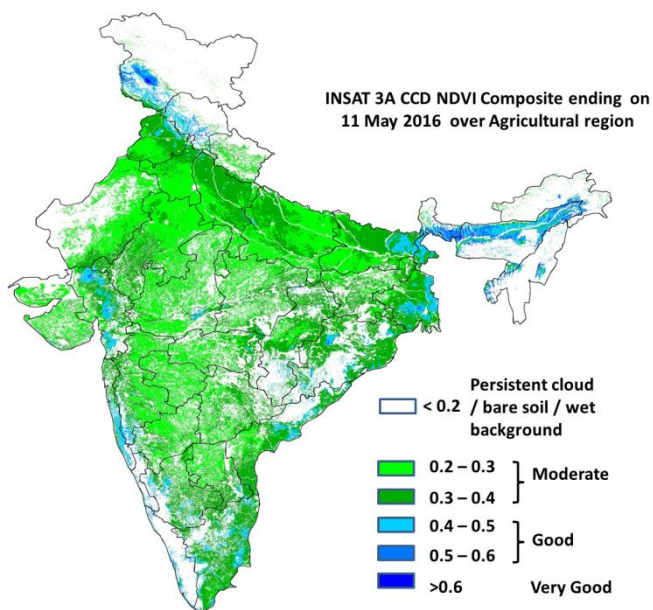 INSAT 3A CCD NDVI Composite ending on
11 May 2016 over Agricultural region
< 0.2
Persistent cloud
/ bare soil / wet
background
0.2 – 0.3
0.3 – 0.4
Moderate
0.4 – 0.5
0.5 – 0.6
Good
>0.6 Very Good